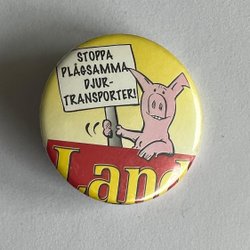 STOPPA
PLÅGSAMMA
DJUR-
TRANSPORTER!
Land